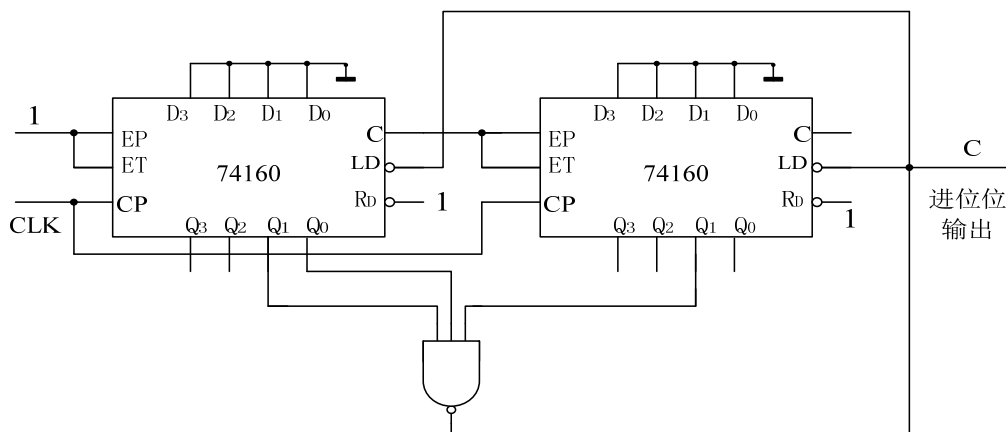 D3 D2 D1 D0
D3 D2 D1 D0
1
EP
C
ET
74160
LD
CP
RD
1
CLK
Q3 Q2 Q1 Q0
EP
C
ET
74160
LD
CP
RD
1
Q3 Q2 Q1 Q0
C
进位位
输出